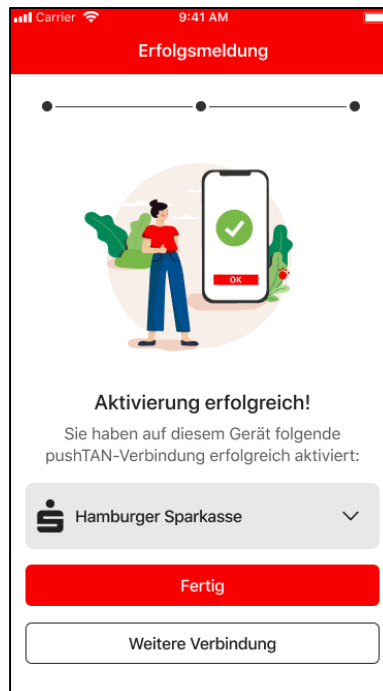 Carrier 9:41 AM
Erfolgsmeldung
OK
Aktivierung erfolgreich!
Sie haben auf diesem Gerät folgende
pushTAN-Verbindung erfolgreich aktiviert:
Hamburger Sparkasse
Fertig
Weitere Verbindung